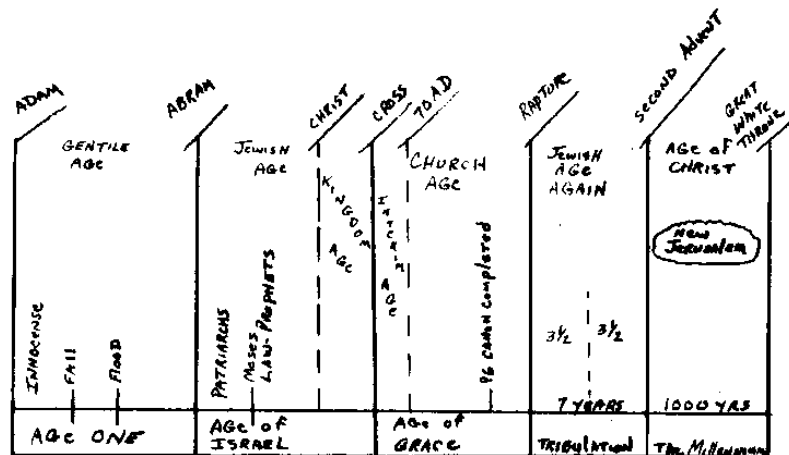 ADAM
ABRAM
CHRIST
CROSS
70 A.D.
RAPTURE
SECOND ADVENT
GREAT
WHITE
THRONE
GENTILE
AGE
JEWISH
AGE
KINGDOM AGE
INTERIM AGE
CHURCH
AGE
JEWISH
AGE
AGAIN
AGE of
CHRIST
NEW
JERUSALEM
INNOCENSE
FALL
FLOOD
PATRIARCHS
MOSES
LAW-PROPHETS
96 CANON COMPLETED
3½
3½
7 YEARS
1000 YRS
AGE ONE
AGE OF
ISRAEL
AGE OF
GRACE
TRIBULATION
THE MILLENNIUM